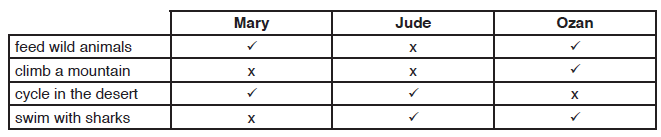 Mary Jude Ozan
feed wild animals ✓ x ✓
climb a mountain x x ✓
cycle in the desert ✓ ✓ x
swim with sharks x ✓ ✓